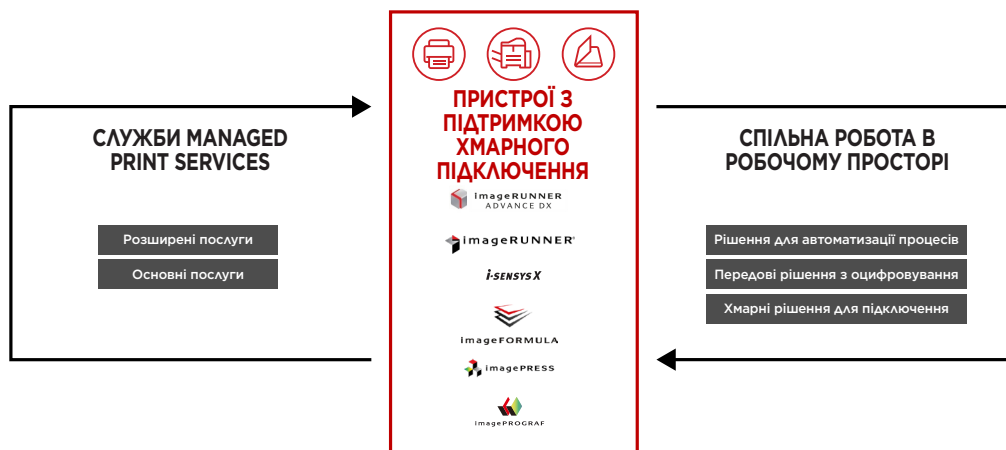 СЛУЖБИ MANAGED
PRINT SERVICES
Розширені послуги
Основні послуги
ПРИСТРОЇ З
ПІДТРИМКОЮ
ХМАРНОГО
ПІДКЛЮЧЕННЯ
imageRUNNER
ADVANCE DX
imageRUNNER
i-SENSYS X
imageFORMULA
imagePRESS
imagePROGRAF
СПІЛЬНА РОБОТА В
РОБОЧОМУ ПРОСТОРІ
Рішення для автоматизації процесів
Передові рішення з оцифровування
Хмарні рішення для підключення